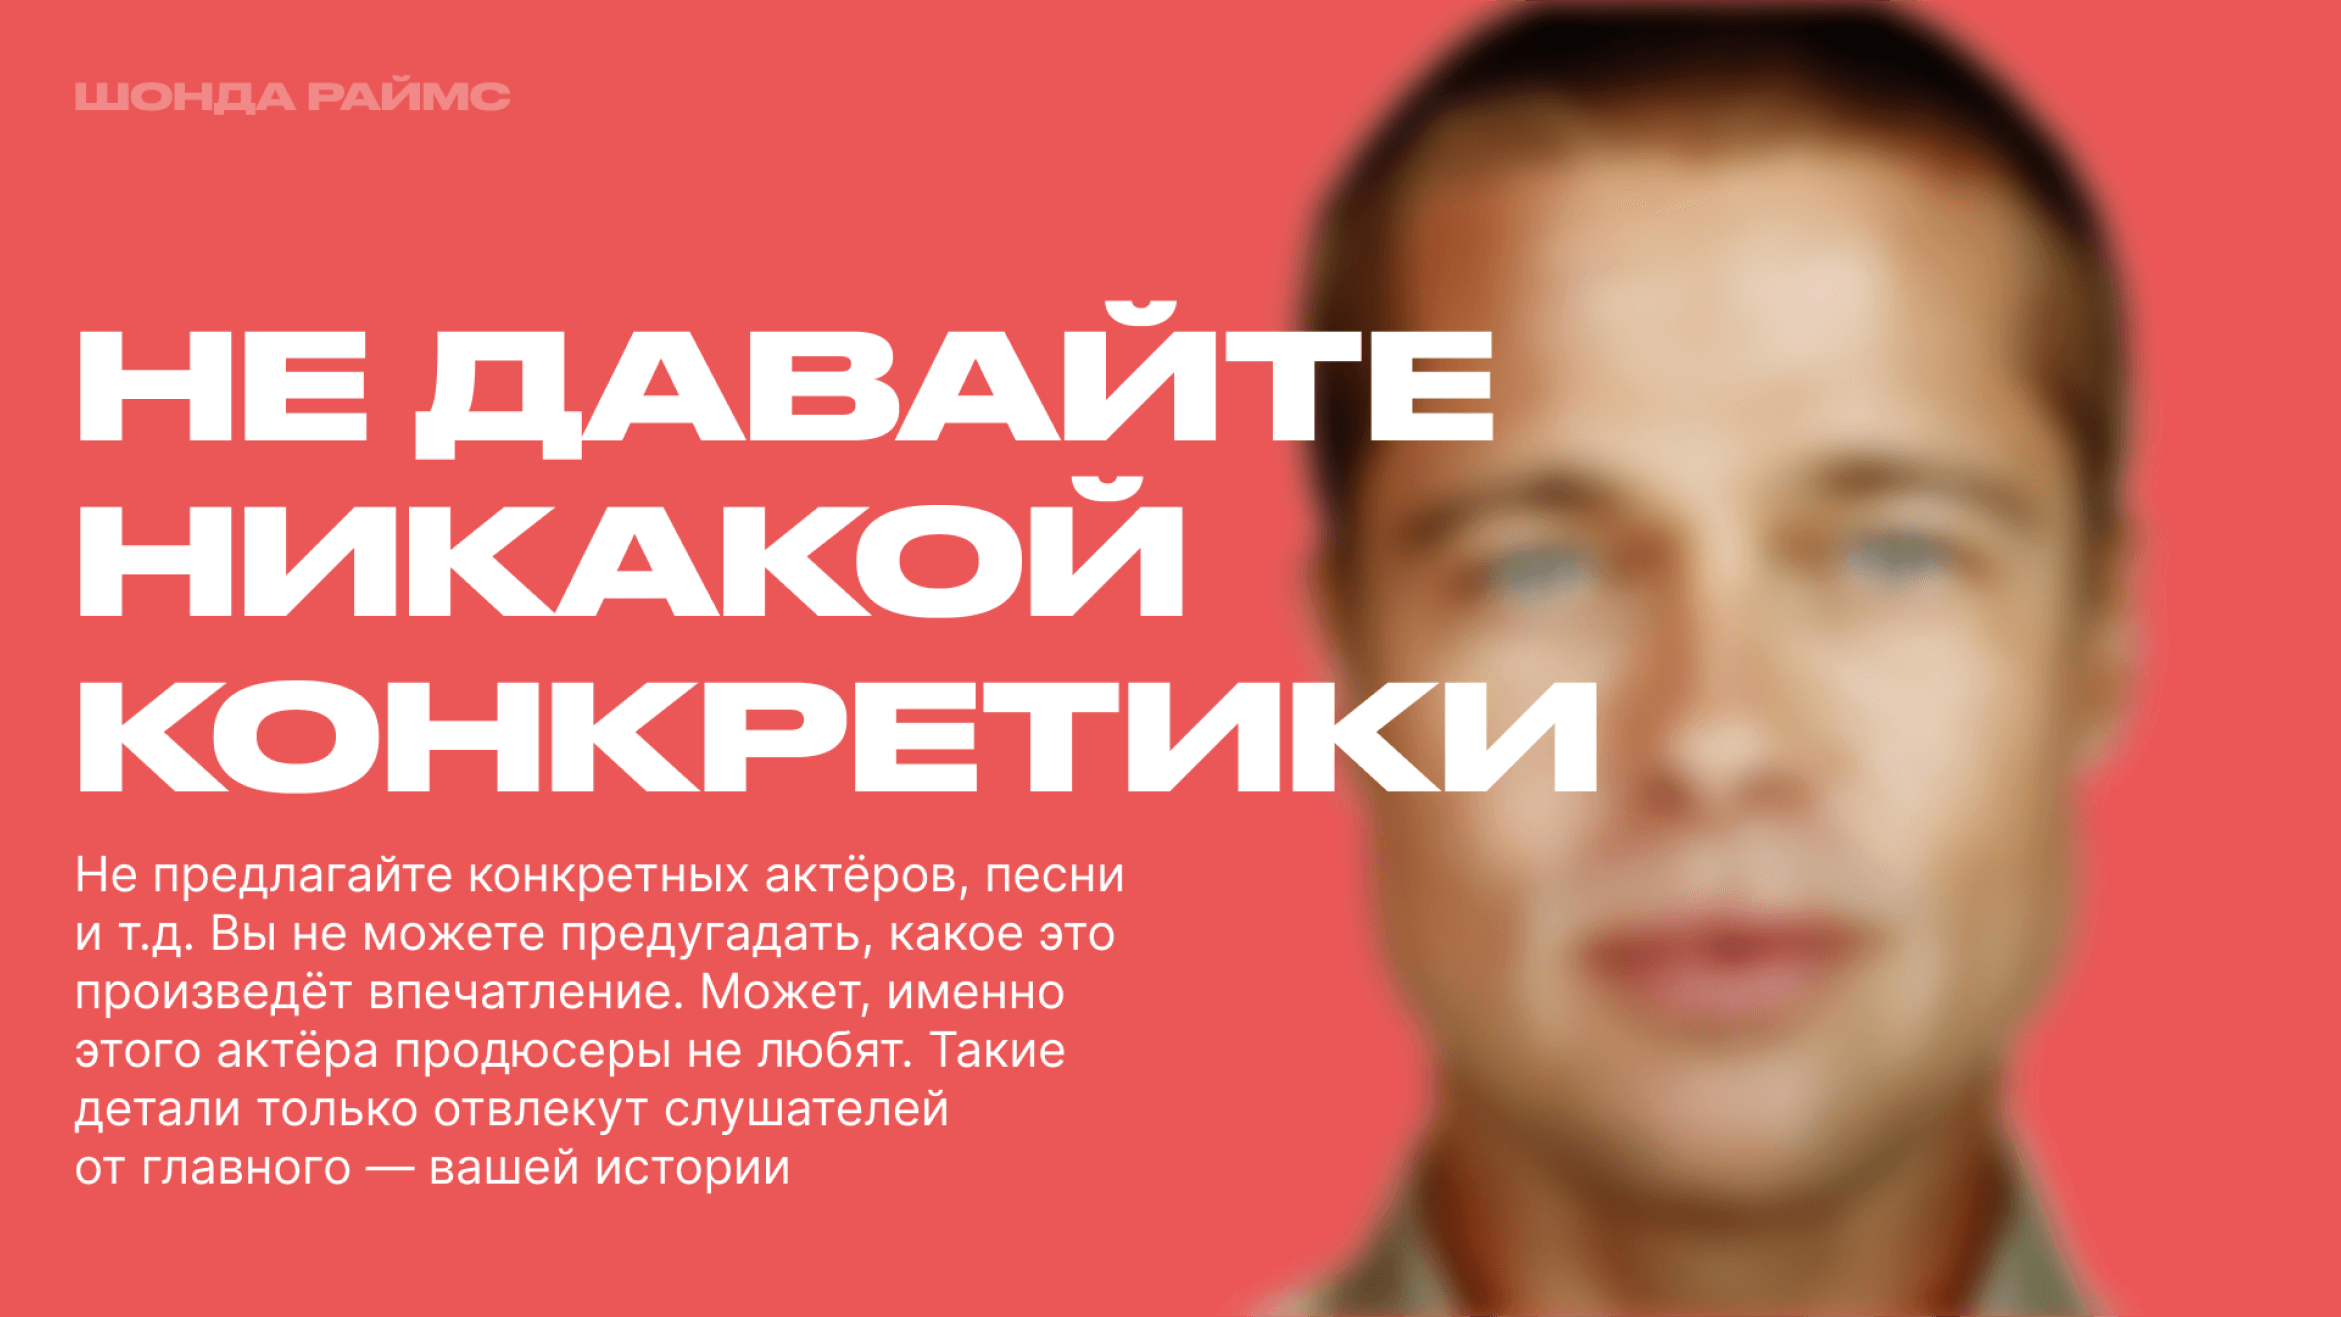 ШОНДА РАЙМС
НЕ ДАВАЙТЕ
НИКАКОЙ
КОНКРЕТИКИ
Не предлагайте конкретных актёров, песни
и т.д. Вы не можете предугадать, какое это
произведёт впечатление. Может, именно
этого актёра продюсеры не любят. Такие
детали только отвлекут слушателей
от главного — вашей истории